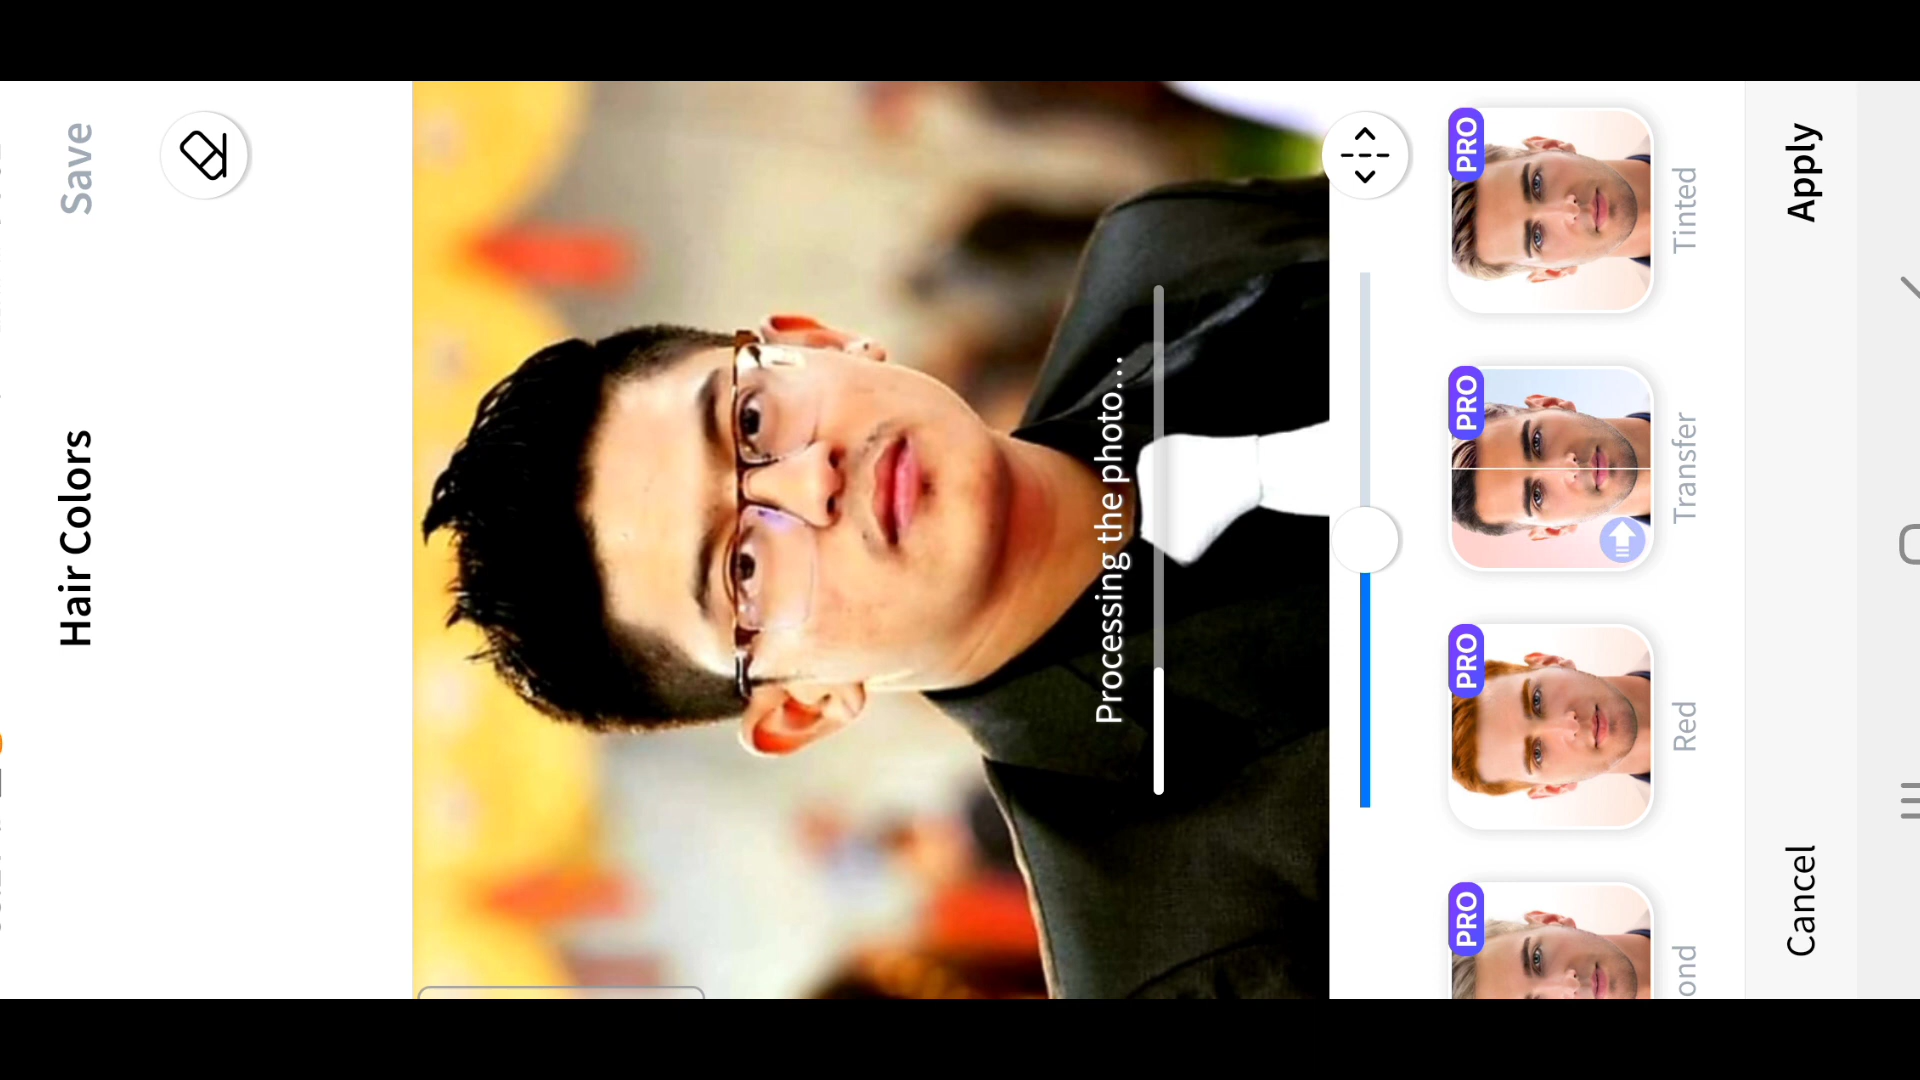 Save
Hair Colors
Processing the photo...
PRO
ond
PRO
Red
PRO
Transfer
PRO
Tinted
Cancel
Apply